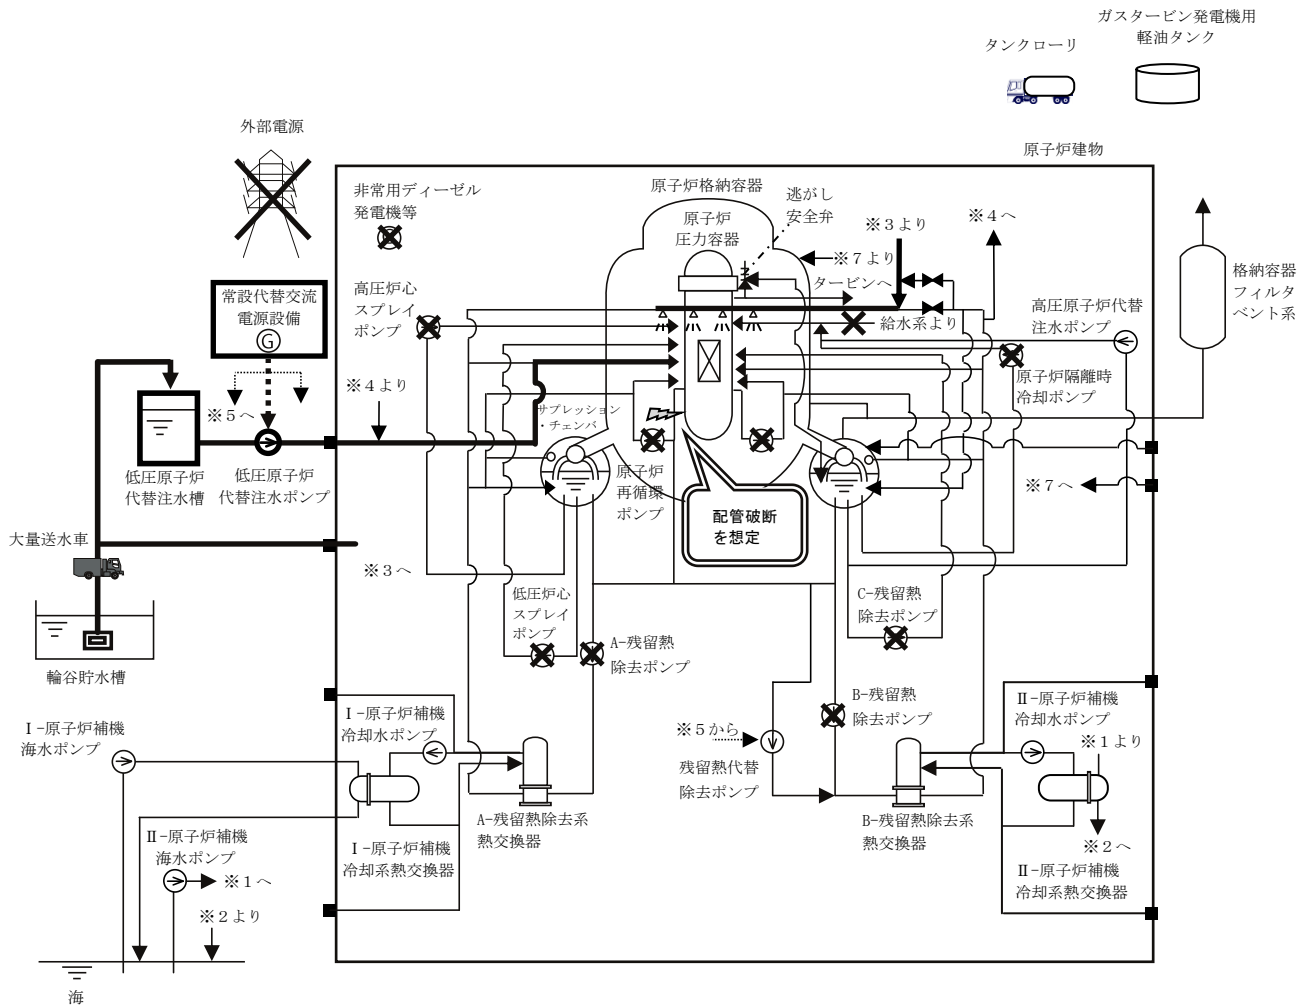 ガスタービン発電機用
軽油タンク
タンクローリ
外部電源
原子炉建物
非常用ディーゼル
発電機等
原子炉格納容器
逃がし
安全弁
原子炉
圧力容器
※3より
※4へ
※7より
タービンへ
格納容器
フィルタ
ベント系
常設代替交流
電源設備
G
高圧炉心
スプレイ
ポンプ
給水系より
高圧原子炉代替
注水ポンプ
原子炉隔離時
冷却ポンプ
※4より
※5へ
サプレッション
・チェンバ
低圧原子炉
代替注水槽
低圧原子炉
代替注水ポンプ
原子炉
再循環
ポンプ
配管破断
を想定
※7へ
大量送水車
※3へ
輪谷貯水槽
低圧炉心
スプレイ
ポンプ
A-残留熱
除去ポンプ
C-残留熱
除去ポンプ
B-残留熱
除去ポンプ
Ⅰ-原子炉補機
海水ポンプ
Ⅰ-原子炉補機
冷却水ポンプ
※5から
残留熱代替
除去ポンプ
Ⅱ-原子炉補機
冷却水ポンプ
※1より
A-残留熱除去系
熱交換器
B-残留熱除去系
熱交換器
Ⅱ-原子炉補機
海水ポンプ
Ⅰ-原子炉補機
冷却系熱交換器
※2へ
Ⅱ-原子炉補機
冷却系熱交換器
※1へ
※2より
海